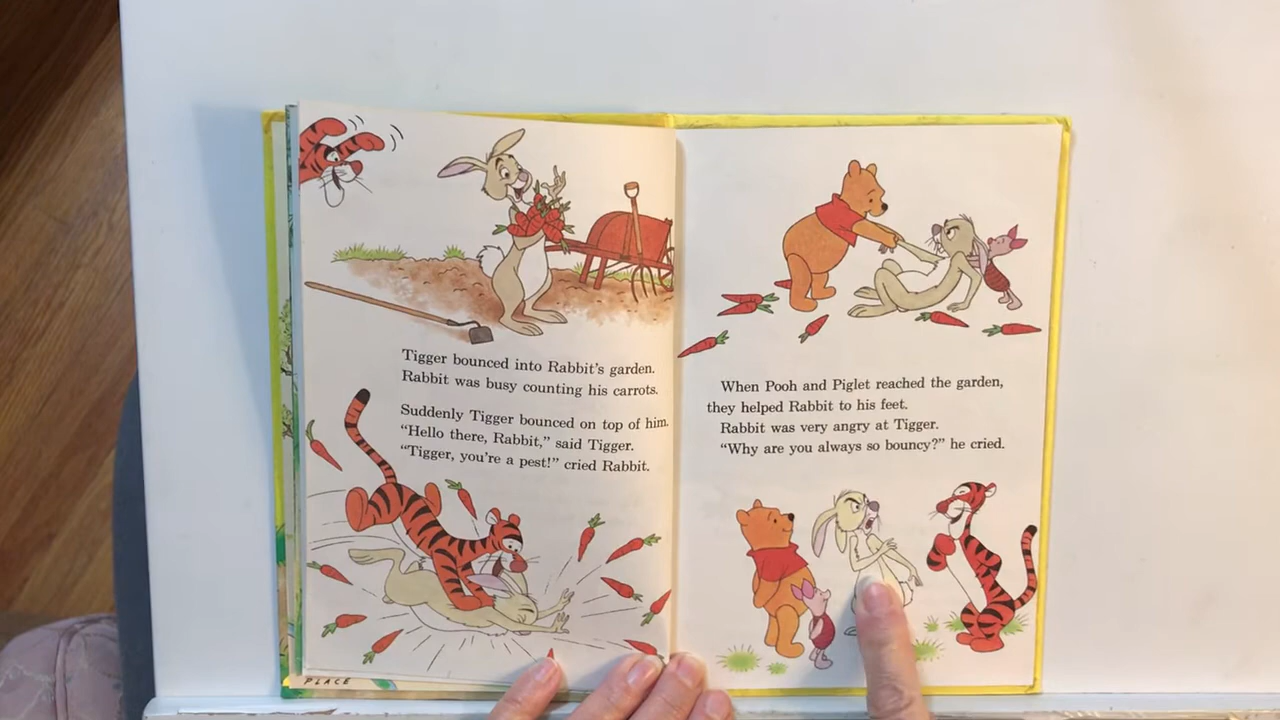 Tigger bounced into Rabbit's garden.
Rabbit was busy counting his carrots.
Suddenly Tigger bounced on top of him.
“Hello there, Rabbit,” said Tigger.
“Tigger, you're a pest!” cried Rabbit.
PLACE
When Pooh and Piglet reached the garden,
they helped Rabbit to his feet.
Rabbit was very angry at Tigger.
“Why are you always so bouncy?” he cried.